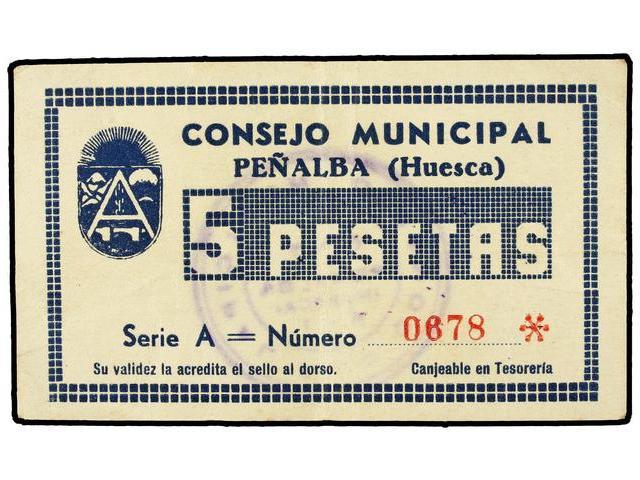 CONSEJO MUNICIPAL
PEÑALBA (Huesca)
A
5 PESETAS
Serie A = Número 0678
Su validez la acredita el sello al dorso. Canjeable en Tesorería